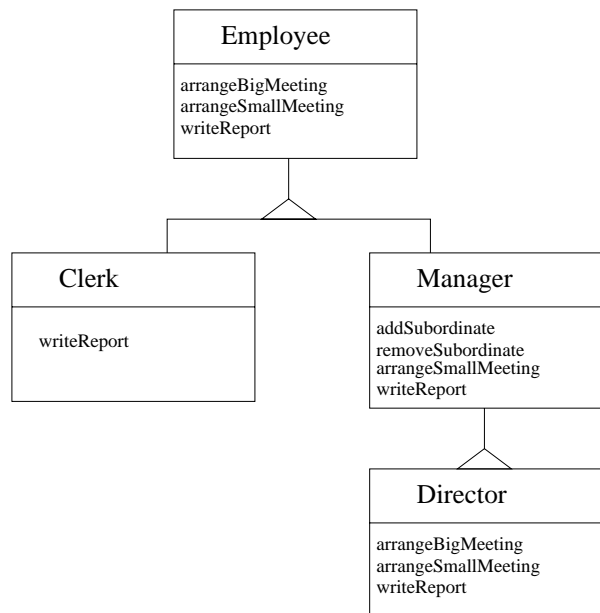 Employee
arrangeBigMeeting
arrangeSmallMeeting
writeReport
Clerk
writeReport
Manager
addSubordinate
removeSubordinate
arrangeSmallMeeting
writeReport
Director
arrangeBigMeeting
arrangeSmallMeeting
writeReport